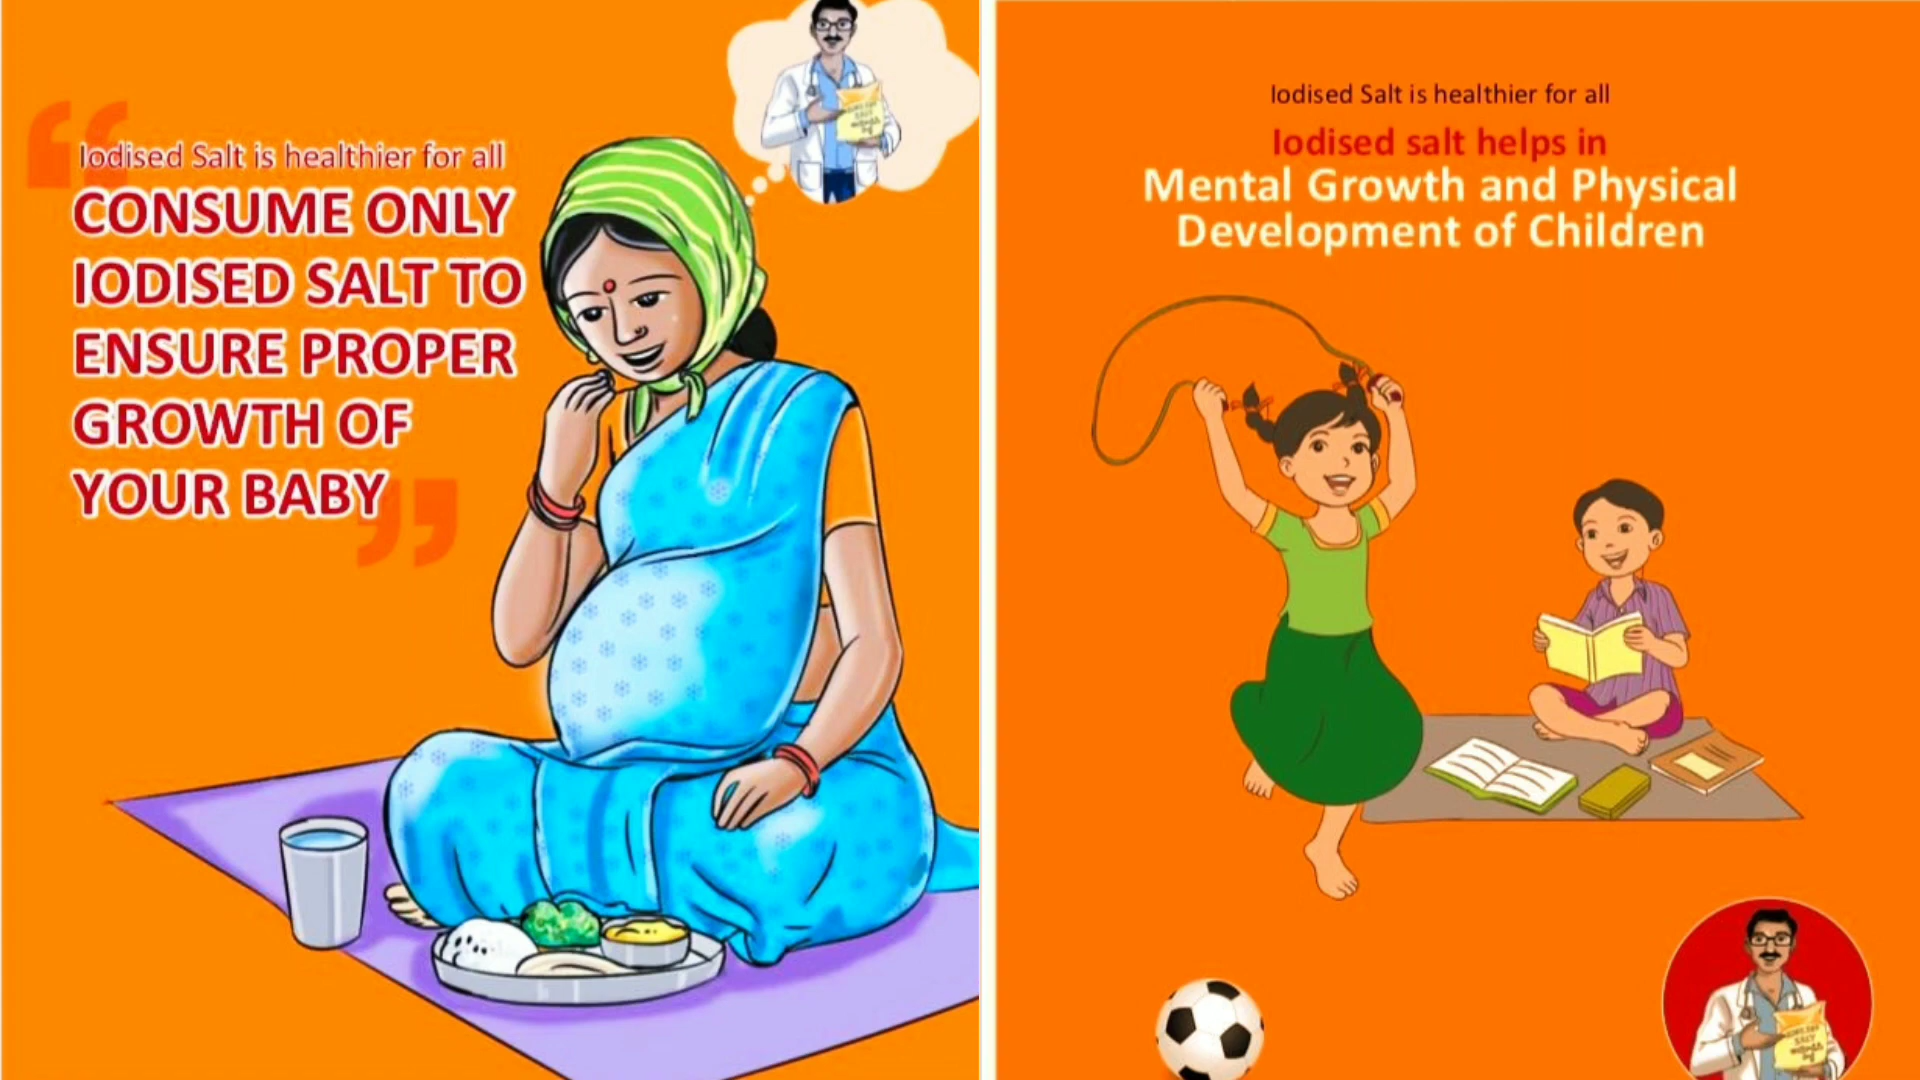 Iodised Salt is healthier for all
CONSUME ONLY
IODISED SALT TO
ENSURE PROPER
GROWTH OF
YOUR BABY
Iodised Salt is healthier for all
Iodised salt helps in
Mental Growth and Physical
Development of Children